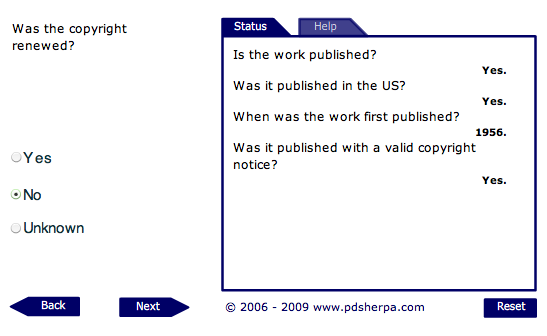 Was the copyright
renewed?
Yes
No
Unknown
Status
Help
Is the work published?
Yes.
Was it published in the US?
Yes.
When was the work first published?
1956.
Was it published with a valid copyright
notice?
Yes.
Back
Next
© 2006 - 2009 www.pdsherpa.com
Reset